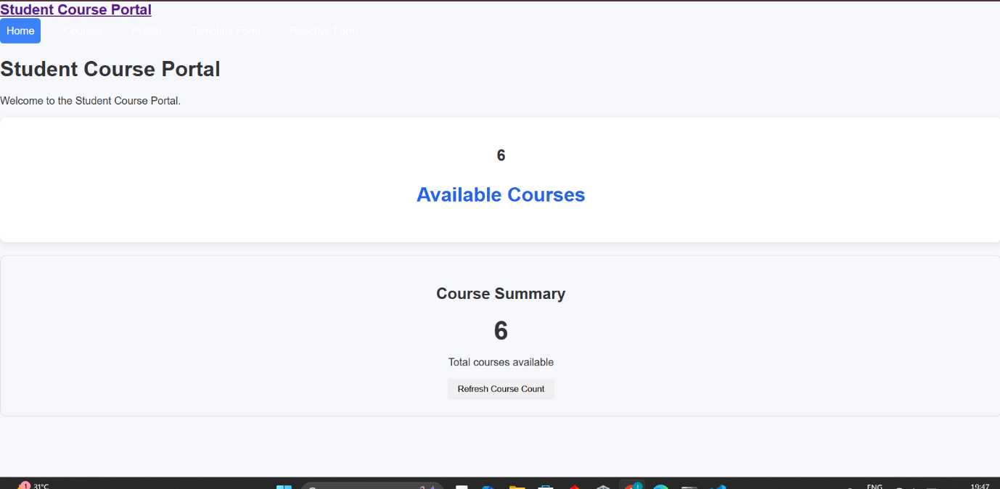 Student Course Portal
Home Courses Profile Template Form Reactive Form
Student Course Portal
Welcome to the Student Course Portal.
6
Available Courses
Course Summary
6
Total courses available
Refresh Course Count
1 31°C ENG 19:47